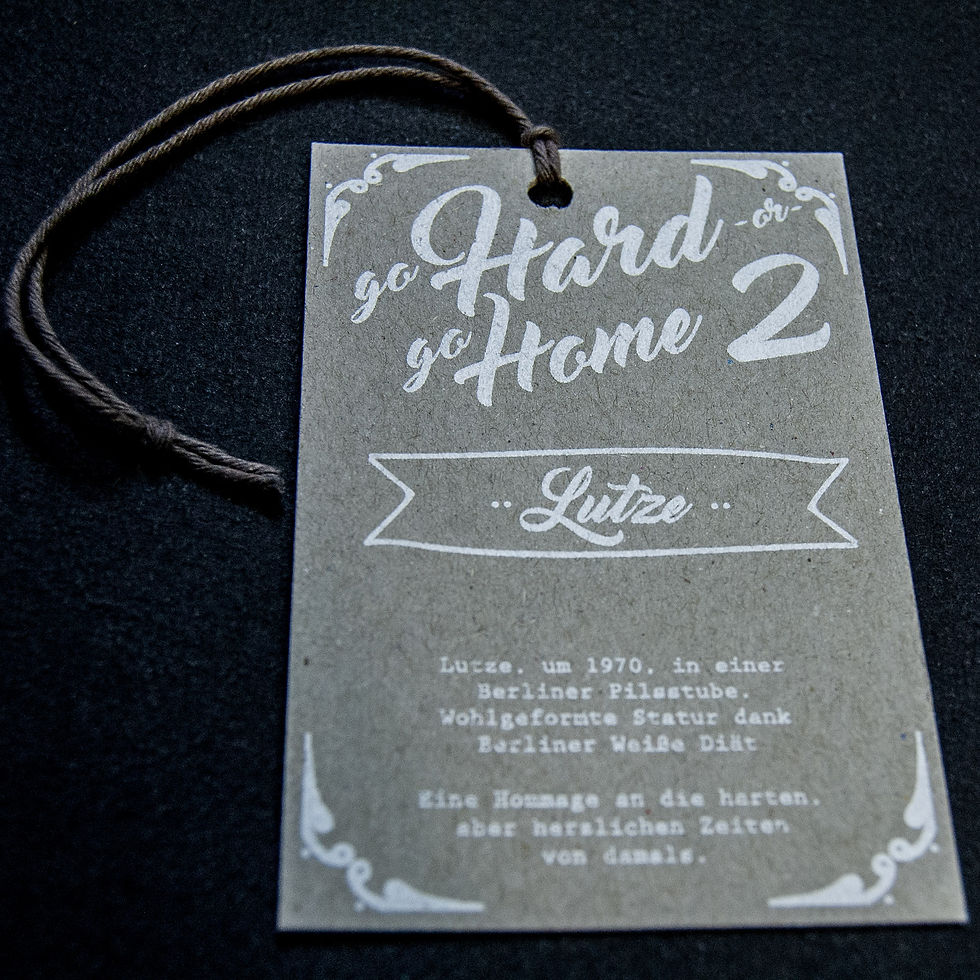 go Hard -or-
go Home 2
·· Lutze ··
Lutze, um 1970, in einer
Berliner Pilsstube.
Wohlgeformte Statur dank
Berliner Weiße Diät
Eine Hommage an die harten,
aber herzlichen Zeiten
von damals.